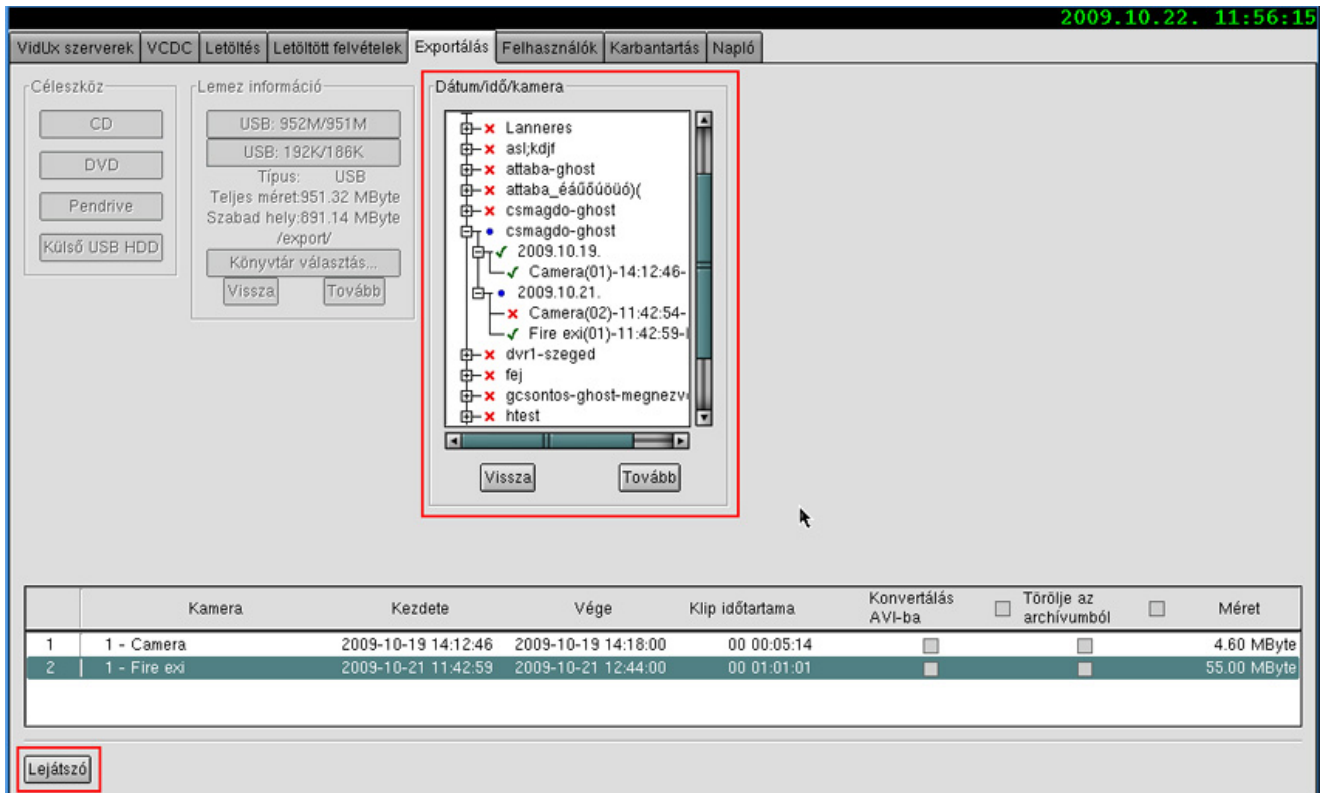 2009.10.22. 11:56:15
VidUx szerverek VCDC Letöltés Letöltött felvételek Exportálás Felhasználók Karbantartás Napló
Céleszköz
CD
DVD
Pendrive
Külső USB HDD
Lemez információ
USB: 952M/951M
USB: 192K/186K
Típus: USB
Teljes méret:951.32 MByte
Szabad hely:891.14 MByte
/export/
Könyvtár választás...
Vissza Tovább
Dátum/idő/kamera
Lanneres
asl;kdjf
attaba-ghost
attaba_éáűőúöüó)(
csmagdo-ghost
csmagdo-ghost
2009.10.19.
Camera(01)-14:12:46-
2009.10.21.
Camera(02)-11:42:54-
Fire exi(01)-11:42:59-
dvr1-szeged
fej
gcsontos-ghost-megnezv
htest
Vissza Tovább
Kamera Kezdete Vége Klip időtartama Konvertálás AVI-ba Törölje az archívumból Méret
1 1 - Camera 2009-10-19 14:12:46 2009-10-19 14:18:00 00 00:05:14 4.60 MByte
2 1 - Fire exi 2009-10-21 11:42:59 2009-10-21 12:44:00 00 01:01:01 55.00 MByte
Lejátszó